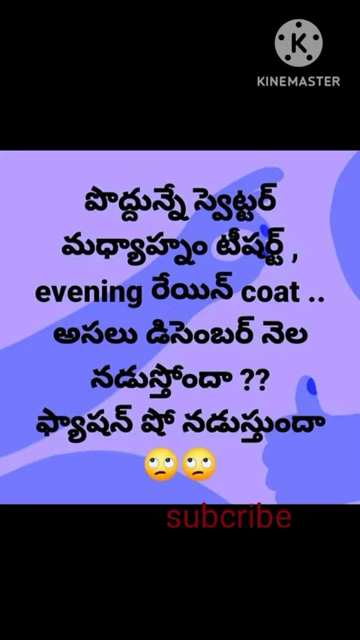 KINEMASTER
పొద్దున్నే స్వెట్టర్
మధ్యాహ్నం టీషర్ట్ ,
evening రేయిన్ coat ..
అసలు డిసెంబర్ నెల
నడుస్తోందా ??
ఫ్యాషన్ షో నడుస్తుందా
🙄🙄
subcribe